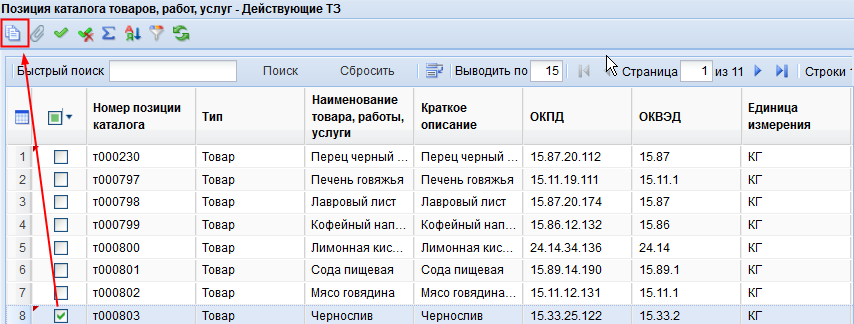 Позиция каталога товаров, работ, услуг - Действующие ТЗ
Быстрый поиск Поиск Сбросить Выводить по 15 Страница 1 из 11 Строки
Номер позиции каталога Тип Наименование товара, работы, услуги Краткое описание ОКПД ОКВЭД Единица измерения
1 т000230 Товар Перец черный ... Перец черный ... 15.87.20.112 15.87 КГ
2 т000797 Товар Печень говяжья Печень говяжья 15.11.19.111 15.11.1 КГ
3 т000798 Товар Лавровый лист Лавровый лист 15.87.20.174 15.87 КГ
4 т000799 Товар Кофейный нап... Кофейный нап... 15.86.12.132 15.86 КГ
5 т000800 Товар Лимонная кис... Лимонная кис... 24.14.34.136 24.14 КГ
6 т000801 Товар Сода пищевая Сода пищевая 15.89.14.190 15.89.1 КГ
7 т000802 Товар Мясо говядина Мясо говядина... 15.11.12.131 15.11.1 КГ
8 т000803 Товар Чернослив Чернослив 15.33.25.122 15.33.2 КГ